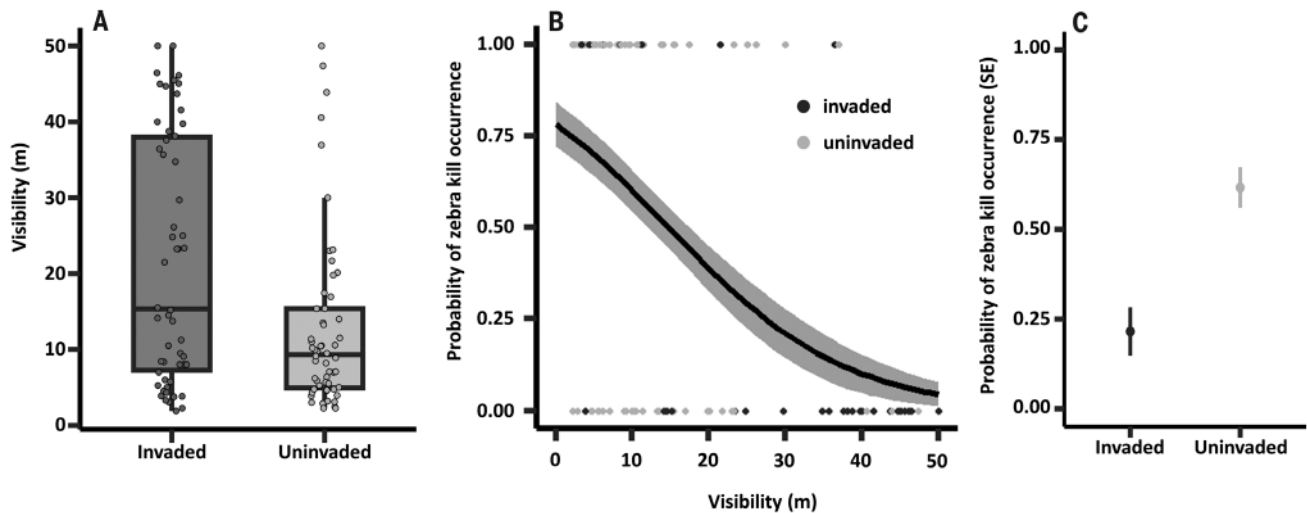 A
Visibility (m)
50
40
30
20
10
0
Invaded
Uninvaded
B
Probability of zebra kill occurrence
1.00
0.75
0.50
0.25
0.00
invaded
uninvaded
0
10
20
30
40
50
Visibility (m)
C
Probability of zebra kill occurrence (SE)
1.00
0.75
0.50
0.25
0.00
Invaded
Uninvaded